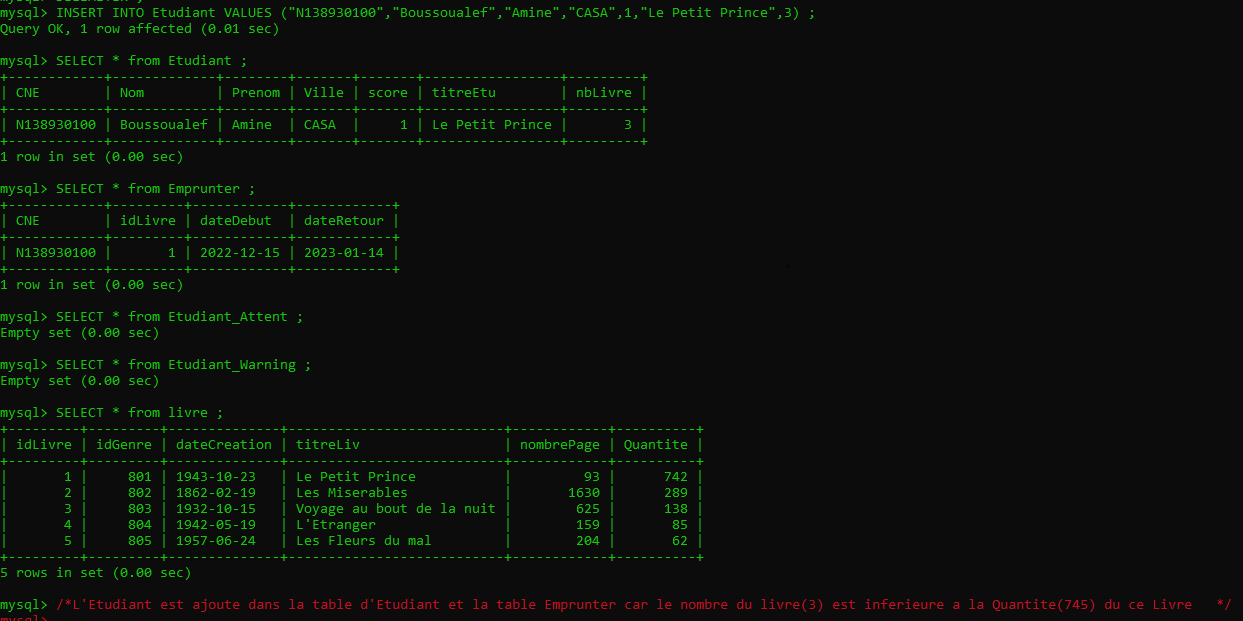 mysql> INSERT INTO Etudiant VALUES ("N138930100","Boussoualef","Amine","CASA",1,"Le Petit Prince",3) ;
Query OK, 1 row affected (0.01 sec)
mysql> SELECT * from Etudiant ;
+------------+-------------+--------+-------+-------+-----------------+---------+
| CNE        | Nom         | Prenom | Ville | score | titreEtu        | nbLivre |
+------------+-------------+--------+-------+-------+-----------------+---------+
| N138930100 | Boussoualef | Amine  | CASA  |     1 | Le Petit Prince |       3 |
+------------+-------------+--------+-------+-------+-----------------+---------+
1 row in set (0.00 sec)
mysql> SELECT * from Emprunter ;
+------------+---------+------------+------------+
| CNE        | idLivre | dateDebut  | dateRetour |
+------------+---------+------------+------------+
| N138930100 |       1 | 2022-12-15 | 2023-01-14 |
+------------+---------+------------+------------+
1 row in set (0.00 sec)
mysql> SELECT * from Etudiant_Attent ;
Empty set (0.00 sec)
mysql> SELECT * from Etudiant_Warning ;
Empty set (0.00 sec)
mysql> SELECT * from livre ;
+---------+---------+--------------+---------------------------+------------+----------+
| idLivre | idGenre | dateCreation | titreLiv                  | nombrePage | Quantite |
+---------+---------+--------------+---------------------------+------------+----------+
|       1 |     801 | 1943-10-23   | Le Petit Prince           |         93 |      742 |
|       2 |     802 | 1862-02-19   | Les Miserables            |       1630 |      289 |
|       3 |     803 | 1932-10-15   | Voyage au bout de la nuit |        625 |      138 |
|       4 |     804 | 1942-05-19   | L'Etranger                |        159 |       85 |
|       5 |     805 | 1957-06-24   | Les Fleurs du mal         |        204 |       62 |
+---------+---------+--------------+---------------------------+------------+----------+
5 rows in set (0.00 sec)
mysql> /*L'Etudiant est ajoute dans la table d'Etudiant et la table Emprunter car le nombre du livre(3) est inferieure a la Quantite(745) du ce Livre   */
mysql>